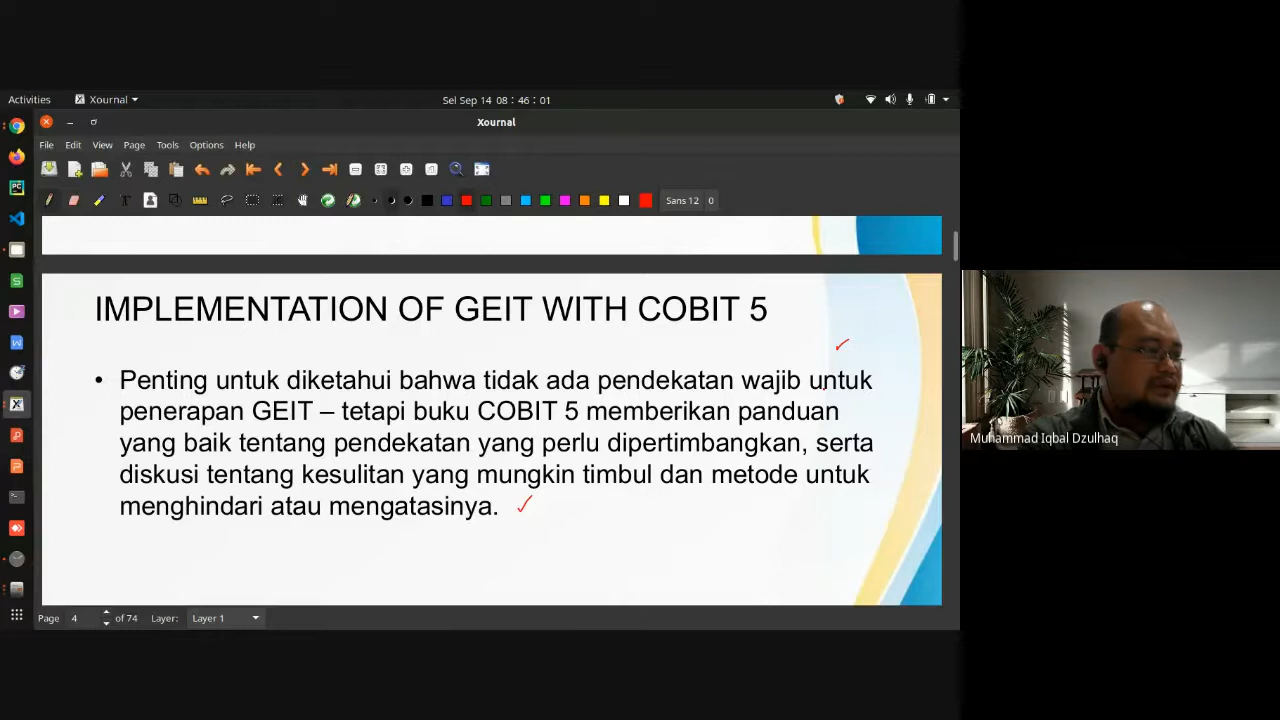 Activities
Xournal
Sel Sep 14 08:46:01
Xournal
File Edit View Page Tools Options Help
Sans 12 0
IMPLEMENTATION OF GEIT WITH COBIT 5
• Penting untuk diketahui bahwa tidak ada pendekatan wajib untuk
penerapan GEIT – tetapi buku COBIT 5 memberikan panduan
yang baik tentang pendekatan yang perlu dipertimbangkan, serta
diskusi tentang kesulitan yang mungkin timbul dan metode untuk
menghindari atau mengatasinya.
Muhammad Iqbal Dzulhaq
Page 4 of 74 Layer: Layer 1